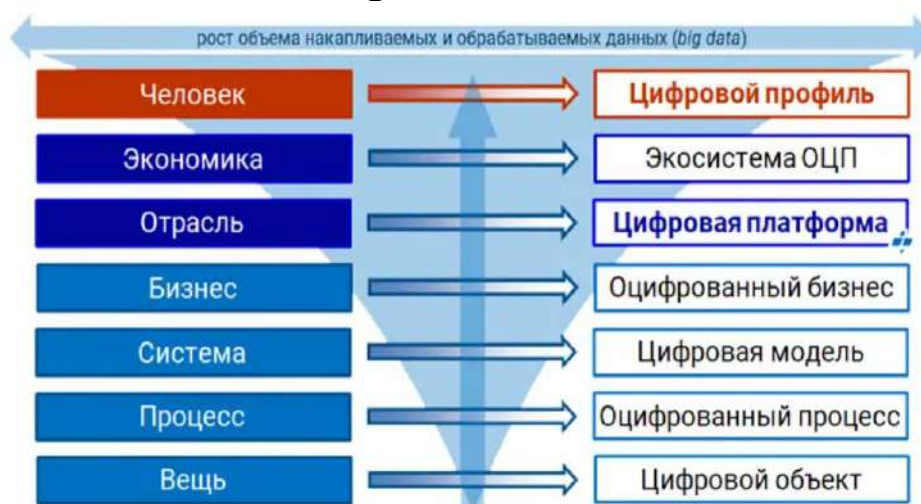 рост объема накапливаемых и обрабатываемых данных (big data)
Человек
Цифровой профиль
Экономика
Экосистема ОЦП
Отрасль
Цифровая платформа
Бизнес
Оцифрованный бизнес
Система
Цифровая модель
Процесс
Оцифрованный процесс
Вещь
Цифровой объект